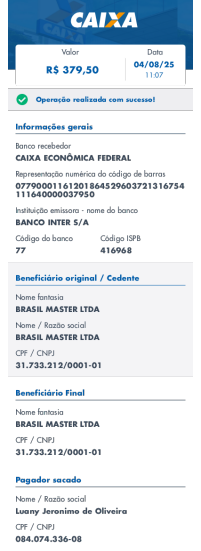 CAIXA
Valor
Data
R$ 379,50
04/08/25
11:07
Operação realizada com sucesso!
Informações gerais
Banco recebedor
CAIXA ECONÔMICA FEDERAL
Representação numérica do código de barras
07790001161201864529603721316754
111640000037950
Instituição emissora - nome do banco
BANCO INTER S/A
Código do banco
Código ISPB
77
416968
Beneficiário original / Cedente
Nome fantasia
BRASIL MASTER LTDA
Nome / Razão social
BRASIL MASTER LTDA
CPF / CNPJ
31.733.212/0001-01
Beneficiário Final
Nome fantasia
BRASIL MASTER LTDA
CPF / CNPJ
31.733.212/0001-01
Pagador sacado
Nome / Razão social
Luany Jeronimo de Oliveira
CPF / CNPJ
084.074.336-08